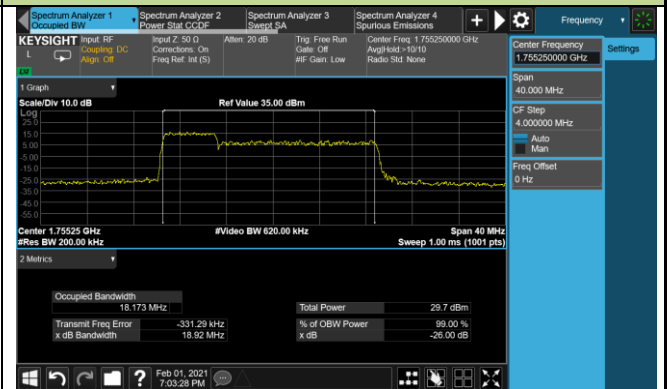 Spectrum Analyzer 1
Occupied BW
Spectrum Analyzer 2
Power Stat CCDF
Spectrum Analyzer 3
Swept SA
Spectrum Analyzer 4
Spurious Emissions
Frequency
KEYSIGHT
L
Input: RF
Coupling: DC
Align: Off
Input Z: 50 Ω
Corrections: On
Freq Ref: Int (S)
Atten: 20 dB
Trig: Free Run
Gate: Off
#IF Gain: Low
Center Freq: 1.755250000 GHz
Avg|Hold:>10/10
Radio Std: None
Center Frequency
1.755250000 GHz
Settings
Span
40.000 MHz
CF Step
4.000000 MHz
Auto
Man
Freq Offset
0 Hz
1 Graph
Scale/Div 10.0 dB
Ref Value 35.00 dBm
Log
25.0
15.0
5.00
-5.00
-15.0
-25.0
-35.0
-45.0
-55.0
Center 1.75525 GHz
#Video BW 620.00 kHz
Span 40 MHz
#Res BW 200.00 kHz
Sweep 1.00 ms (1001 pts)
2 Metrics
Occupied Bandwidth
18.173 MHz
Total Power
29.7 dBm
Transmit Freq Error
-331.29 kHz
% of OBW Power
99.00 %
x dB Bandwidth
18.92 MHz
x dB
-26.00 dB
?
Feb 01, 2021
7:03:28 PM